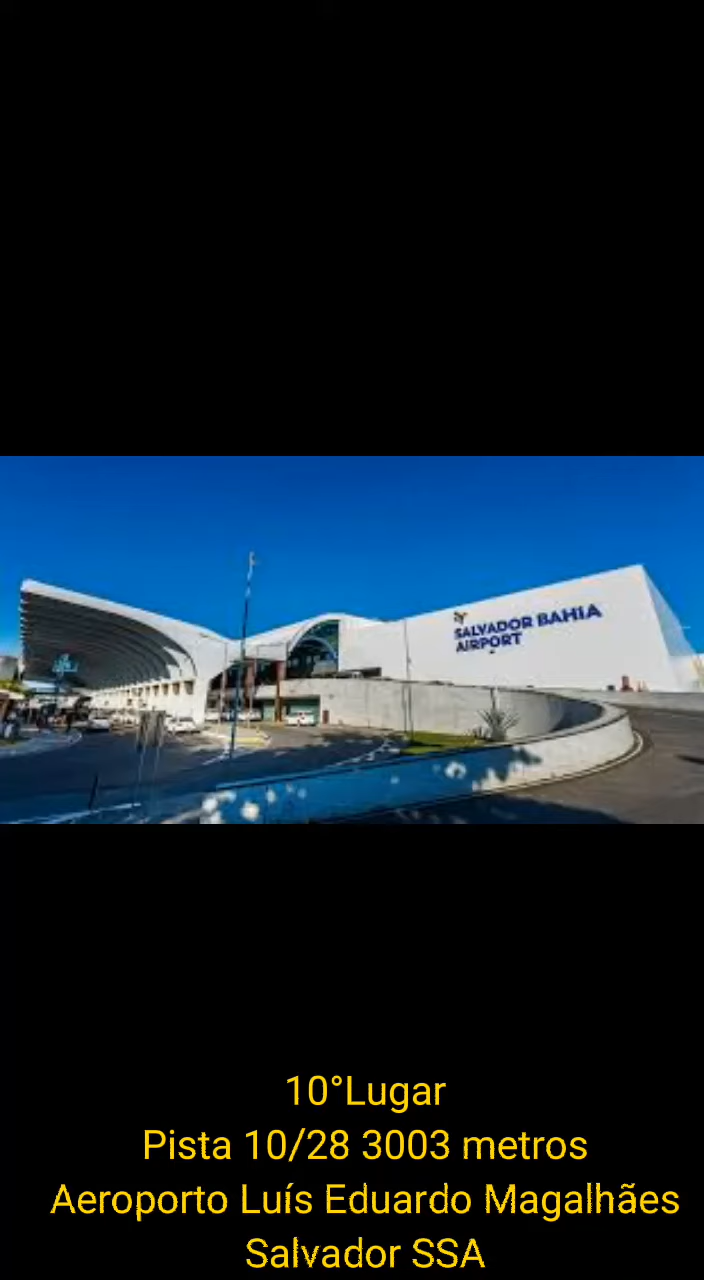 SALVADOR BAHIA
AIRPORT
10°Lugar
Pista 10/28 3003 metros
Aeroporto Luís Eduardo Magalhães
Salvador SSA